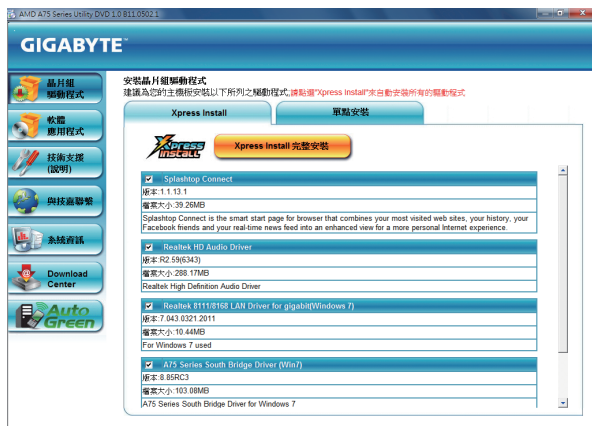 AMD A75 Series Utility DVD 1.0 B11.0502.1
GIGABYTE™
晶片組
驅動程式
軟體
應用程式
技術支援
(說明)
與技嘉聯繫
系統資訊
Download
Center
Auto
Green
安裝晶片組驅動程式
建議為您的主機板安裝以下所列之驅動程式,請點選"Xpress Install"來自動安裝所有的驅動程式
Xpress Install
單點安裝
Xpress
INSTALL
Xpress Install 完整安裝
Splashtop Connect
版本:1.1.13.1
檔案大小:39.26MB
Splashtop Connect is the smart start page for browser that combines your most visited web sites, your history, your
Facebook friends and your real-time news feed into an enhanced view for a more personal Internet experience.
Realtek HD Audio Driver
版本:R2.59(6343)
檔案大小:288.17MB
Realtek High Definition Audio Driver
Realtek 8111/8168 LAN Driver for gigabit(Windows 7)
版本:7.043.0321.2011
檔案大小:10.44MB
For Windows 7 used
A75 Series South Bridge Driver (Win7)
版本:8.85RC3
檔案大小:103.08MB
A75 Series South Bridge Driver for Windows 7